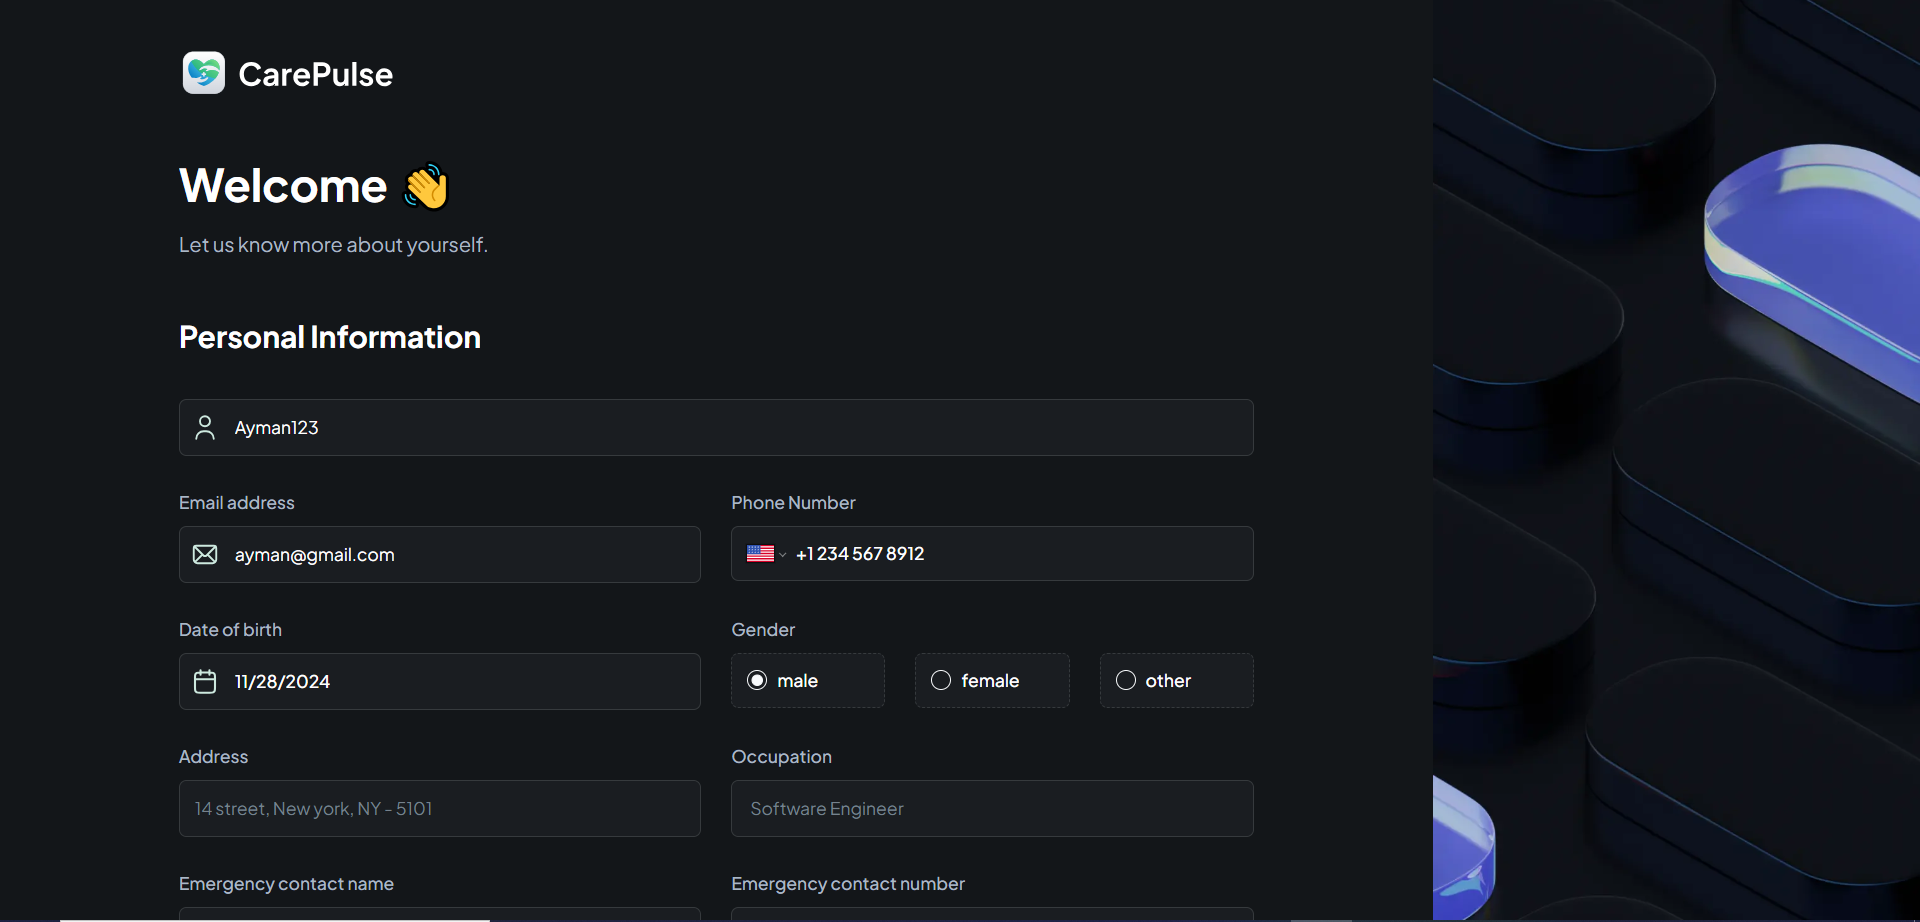 CarePulse
Welcome 👋
Let us know more about yourself.
Personal Information
Ayman123
Email address
Phone Number
ayman@gmail.com
+1 234 567 8912
Date of birth
Gender
11/28/2024
male
female
other
Address
Occupation
14 street, New york, NY - 5101
Software Engineer
Emergency contact name
Emergency contact number